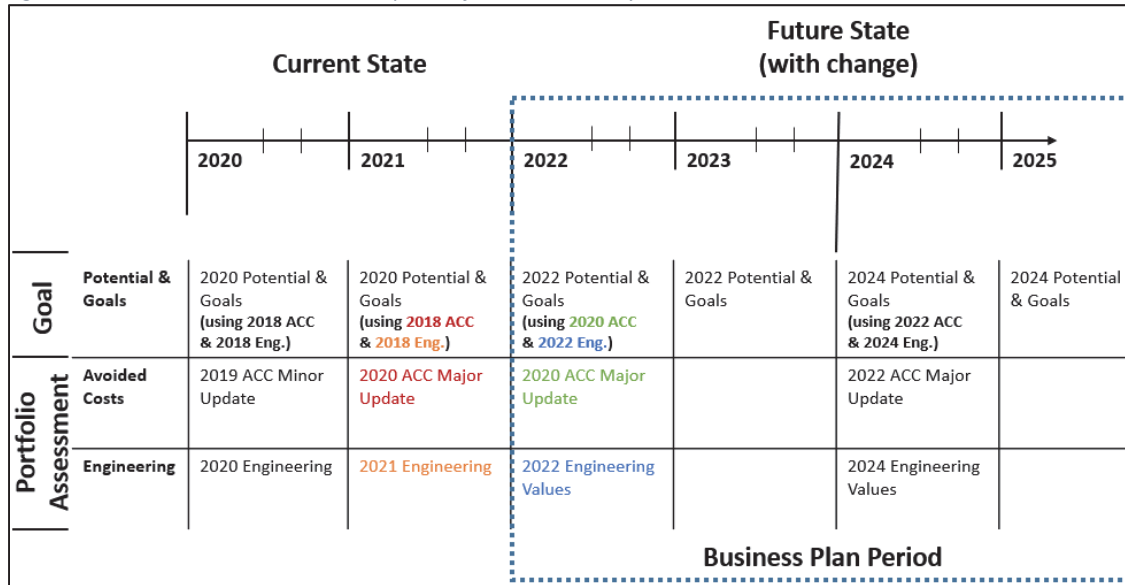 Current State
Future State
(with change)
2020
2021
2022
2023
2024
2025
Goal
Potential &
Goals
2020 Potential &
Goals
(using 2018 ACC
& 2018 Eng.)
2020 Potential &
Goals
(using 2018 ACC
& 2018 Eng.)
2022 Potential &
Goals
(using 2020 ACC
& 2022 Eng.)
2022 Potential
& Goals
2024 Potential &
Goals
(using 2022 ACC
& 2024 Eng.)
2024 Potential
& Goals
Portfolio
Assessment
Avoided
Costs
2019 ACC Minor
Update
2020 ACC Major
Update
2020 ACC Major
Update
2022 ACC Major
Update
Engineering
2020 Engineering
2021 Engineering
2022 Engineering
Values
2024 Engineering
Values
Business Plan Period